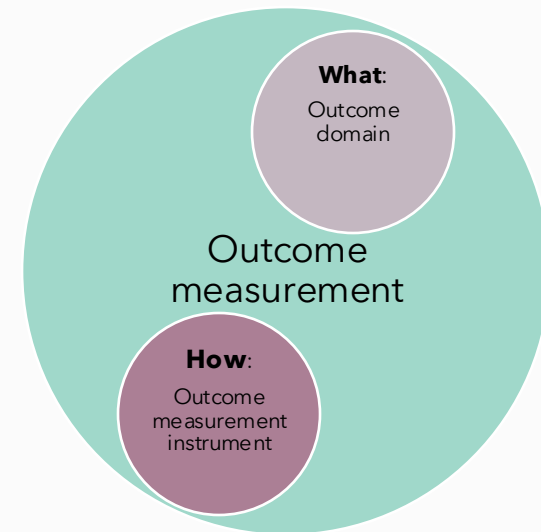 What:
Outcome
domain
Outcome
measurement
How:
Outcome
measurement
instrument